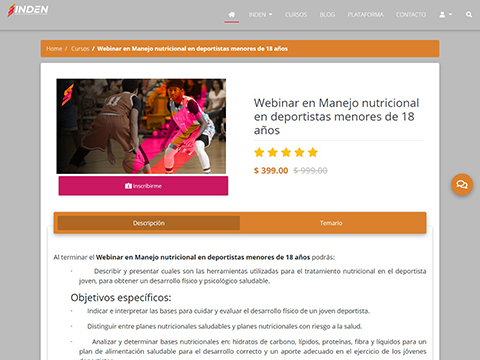 INDEN
INDEN CURSOS BLOG PLATAFORMA CONTACTO
Home / Cursos / Webinar en Manejo nutricional en deportistas menores de 18 años
Webinar en Manejo nutricional
en deportistas menores de 18
años
$ 399.00 $ 999.00
Inscribirme
Descripción Temario
Al terminar el Webinar en Manejo nutricional en deportistas menores de 18 años podrás:
· Describir y presentar cuales son las herramientas utilizadas para el tratamiento nutricional en el deportista
joven, para obtener un desarrollo físico y psicológico saludable.
Objetivos específicos:
· Indicar e interpretar las bases para cuidar y evaluar el desarrollo físico de un joven deportista.
· Distinguir entre planes nutricionales saludables y planes nutricionales con riesgo a la salud.
· Analizar y determinar bases nutricionales en: hidratos de carbono, lípidos, proteínas, fibra y líquidos para un
plan de alimentación saludable para el desarrollo correcto y un aporte adecuado en el ejercicio de los jóvenes